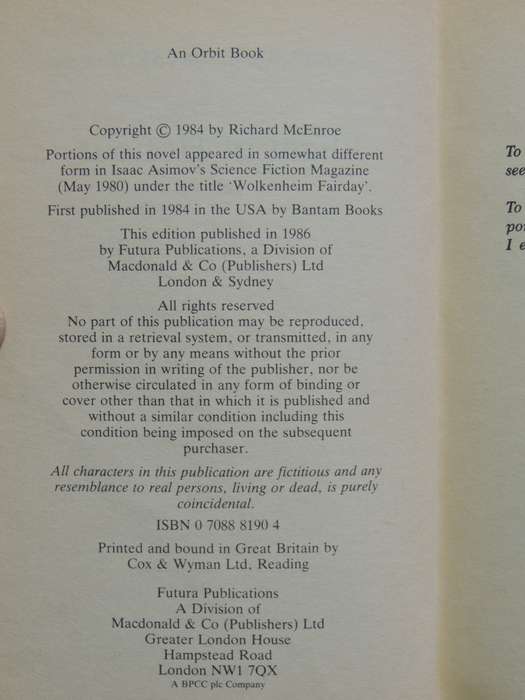 An Orbit Book
Copyright © 1984 by Richard McEnroe
Portions of this novel appeared in somewhat different
form in Isaac Asimov's Science Fiction Magazine
(May 1980) under the title 'Wolkenheim Fairday'.
First published in 1984 in the USA by Bantam Books
This edition published in 1986
by Futura Publications, a Division of
Macdonald & Co (Publishers) Ltd
London & Sydney
All rights reserved
No part of this publication may be reproduced,
stored in a retrieval system, or transmitted, in any
form or by any means without the prior
permission in writing of the publisher, nor be
otherwise circulated in any form of binding or
cover other than that in which it is published and
without a similar condition including this
condition being imposed on the subsequent
purchaser.
All characters in this publication are fictitious and any
resemblance to real persons, living or dead, is purely
coincidental.
ISBN 0 7088 8190 4
Printed and bound in Great Britain by
Cox & Wyman Ltd, Reading
Futura Publications
A Division of
Macdonald & Co (Publishers) Ltd
Greater London House
Hampstead Road
London NW1 7QX
A BPCC plc Company
To
see
To
I